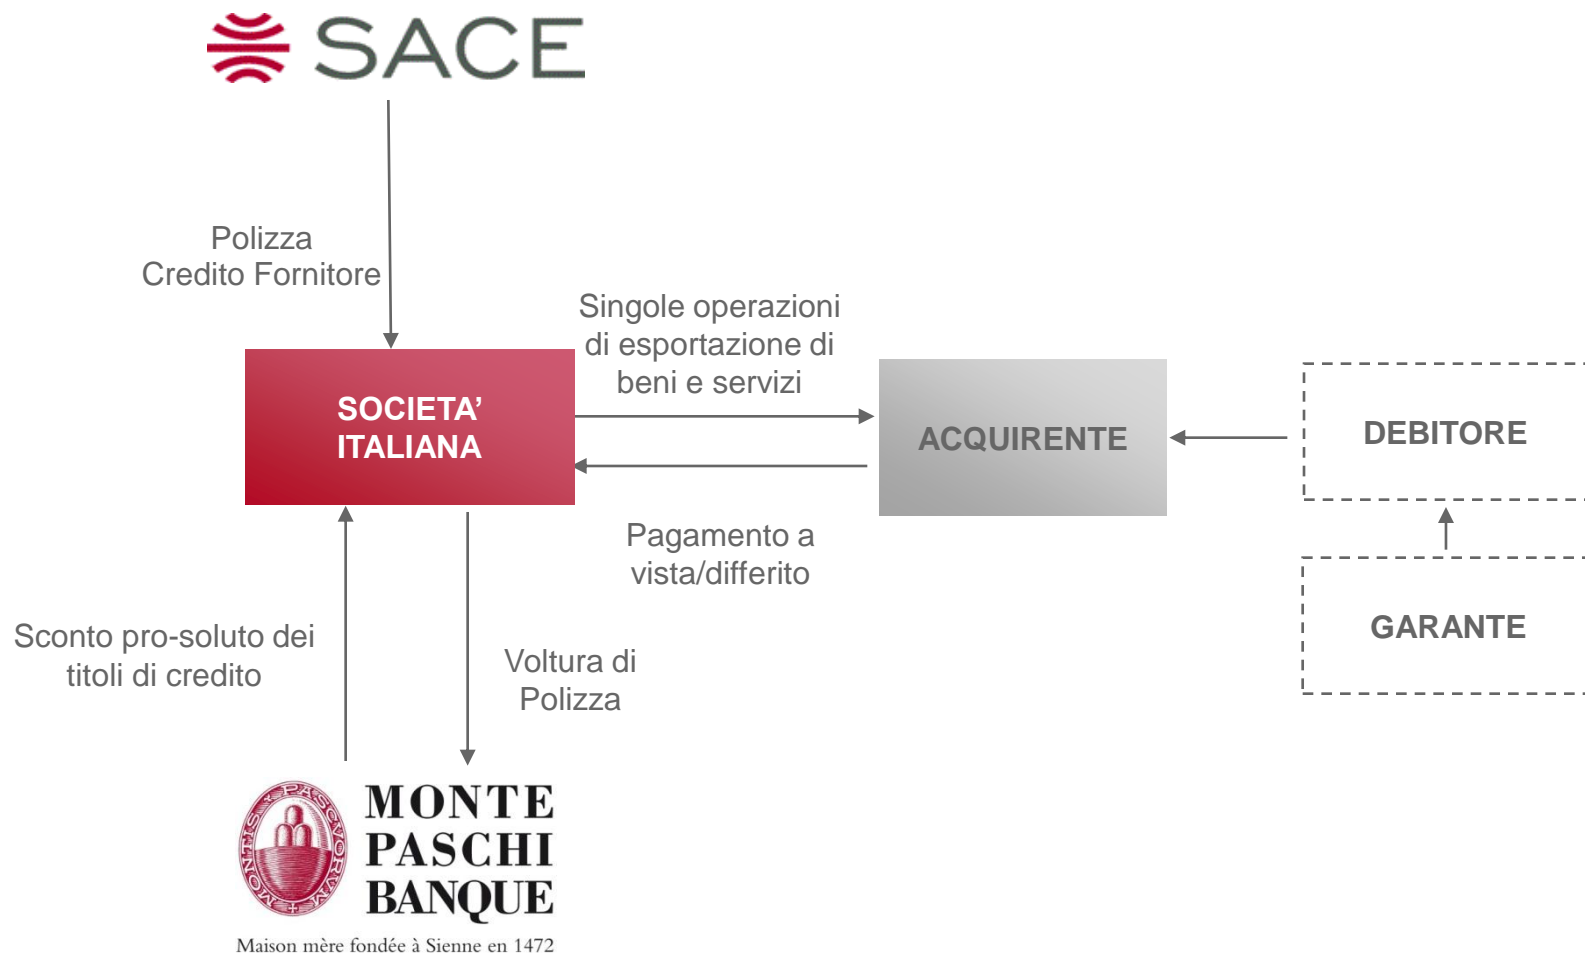 SACE
Polizza
Credito Fornitore
Singole operazioni
di esportazione di
beni e servizi
SOCIETA’
ITALIANA
ACQUIRENTE
DEBITORE
Pagamento a
vista/differito
GARANTE
Sconto pro-soluto dei
titoli di credito
Voltura di
Polizza
MONTIS PASCVORVM
MONTE
PASCHI
BANQUE
Maison mère fondée à Sienne en 1472